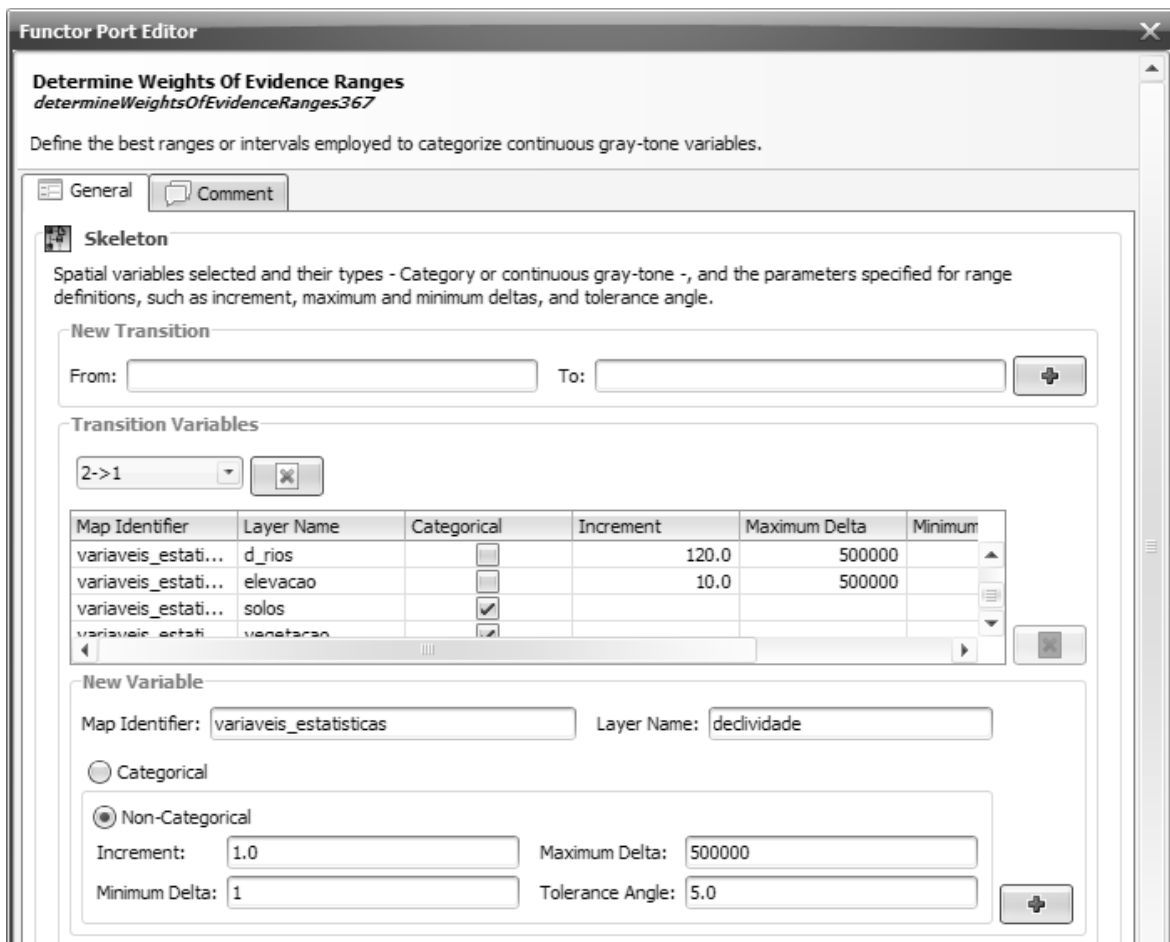 Functor Port Editor
Determine Weights Of Evidence Ranges
determineWeightsOfEvidenceRanges367
Define the best ranges or intervals employed to categorize continuous gray-tone variables.
General Comment
Skeleton
Spatial variables selected and their types - Category or continuous gray-tone -, and the parameters specified for range
definitions, such as increment, maximum and minimum deltas, and tolerance angle.
New Transition
From: To:
Transition Variables
2->1
Map Identifier Layer Name Categorical Increment Maximum Delta Minimum
variaveis_estati... d_rios 120.0 500000
variaveis_estati... elevacao 10.0 500000
variaveis_estati... solos
variaveis_estati... vegetacao
New Variable
Map Identifier: variaveis_estatisticas Layer Name: declividade
Categorical
Non-Categorical
Increment: 1.0 Maximum Delta: 500000
Minimum Delta: 1 Tolerance Angle: 5.0